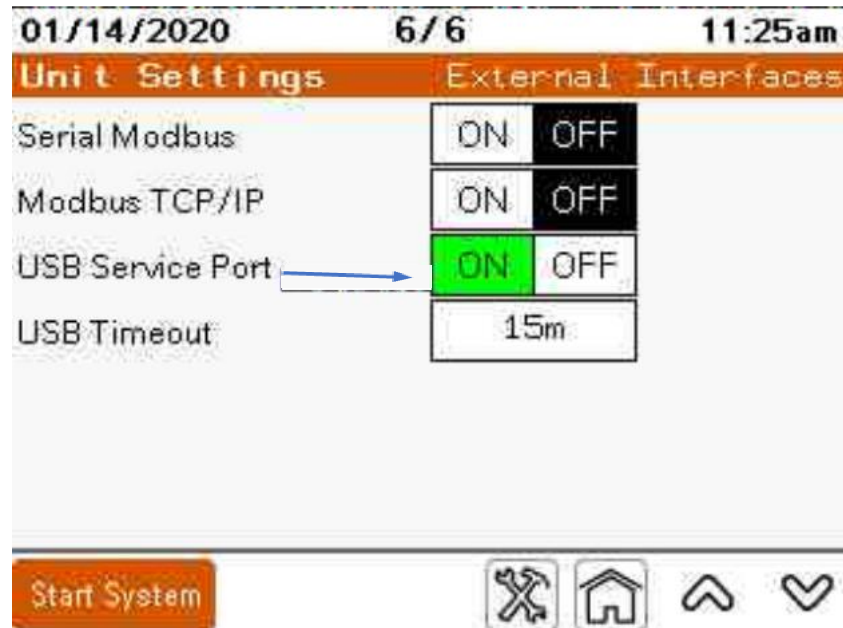 01/14/2020 6/6 11:25am
Unit Settings External Interfaces
Serial Modbus ON OFF
Modbus TCP/IP ON OFF
USB Service Port ON OFF
USB Timeout 15m
Start System